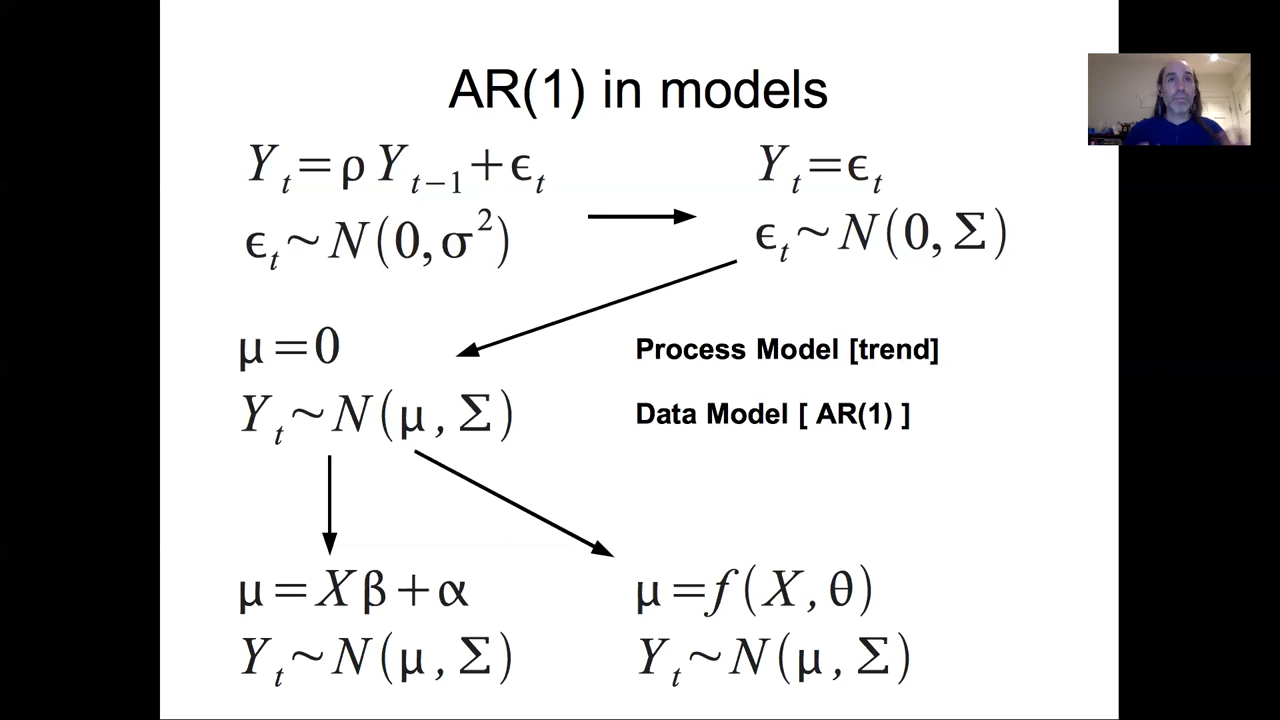 AR(1) in models
Y_t = ρ Y_{t−1} + ϵ_t
ϵ_t ~ N(0, σ²)
Y_t = ϵ_t
ϵ_t ~ N(0, Σ)
μ = 0
Process Model [trend]
Y_t ~ N(μ, Σ)
Data Model [ AR(1) ]
μ = Xβ + α
Y_t ~ N(μ, Σ)
μ = f(X, θ)
Y_t ~ N(μ, Σ)